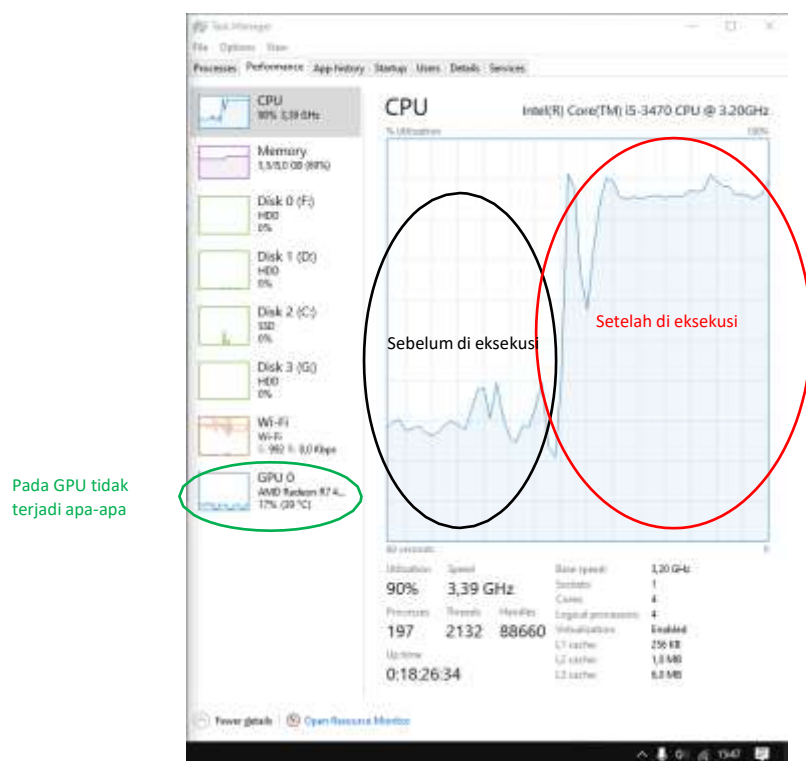 Task Manager
File Options View
Processes Performance App history Startup Users Details Services
CPU
90% 3,39 GHz
Memory
Disk 0 (F:)
HDD
0%
Disk 1 (D:)
HDD
0%
Disk 2 (C:)
SSD
0%
Disk 3 (G:)
HDD
0%
Wi-Fi
Wi-Fi
GPU 0
AMD Radeon R7 4...
17% (39 °C)
CPU
Intel(R) Core(TM) i5-3470 CPU @ 3.20GHz
% Utilization 100%
Sebelum di eksekusi
Setelah di eksekusi
Pada GPU tidak
terjadi apa-apa
60 seconds 0
Utilization Speed
90% 3,39 GHz
Processes Threads Handles
197 2132 88660
Up time
0:18:26:34
Base speed: 3,20 GHz
Sockets: 1
Cores: 4
Logical processors: 4
Virtualization: Enabled
L1 cache: 256 KB
L2 cache: 1,0 MB
L3 cache: 6,0 MB
Fewer details Open Resource Monitor